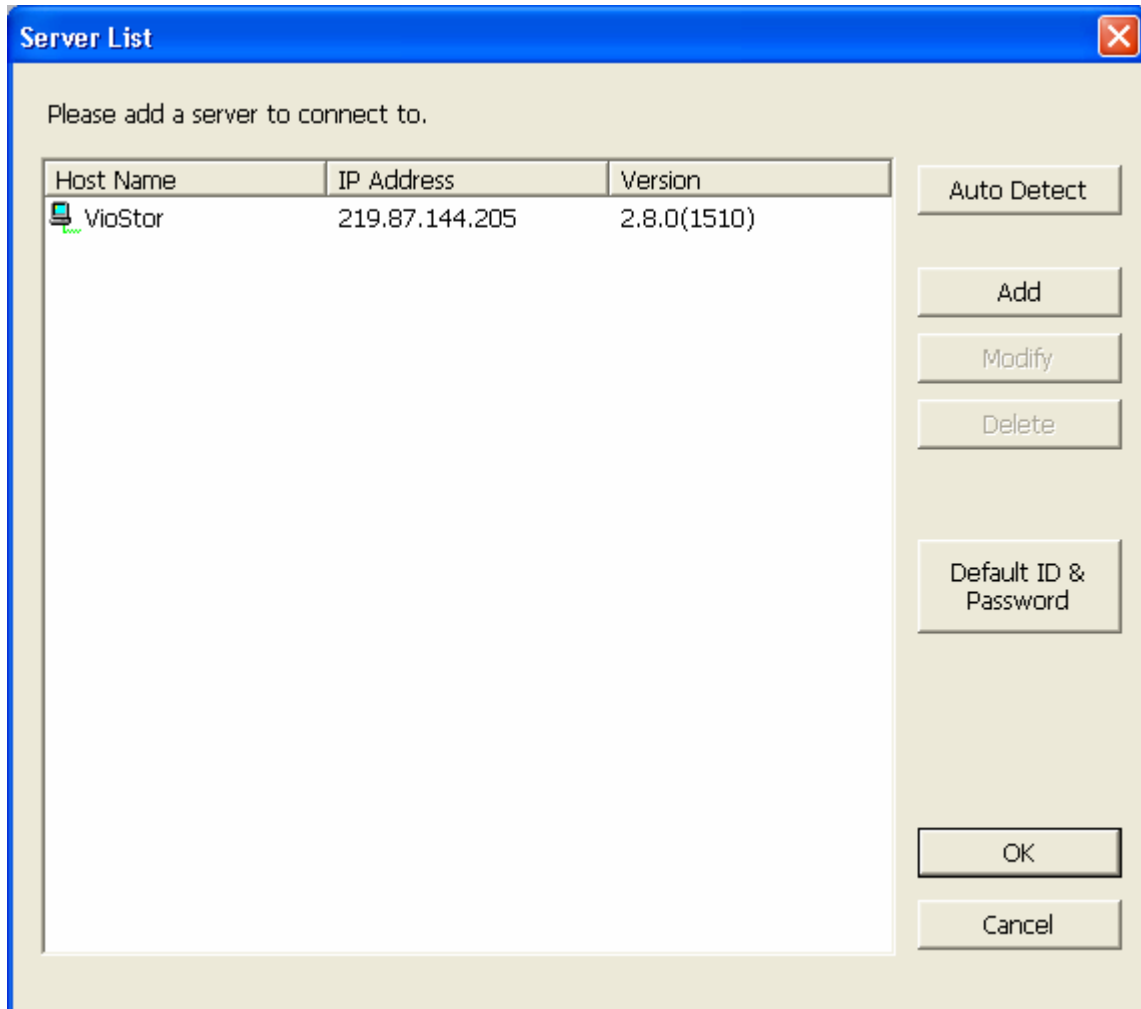 Server List
Please add a server to connect to.
Host Name IP Address Version
VioStor 219.87.144.205 2.8.0(1510)
Auto Detect
Add
Modify
Delete
Default ID &
Password
OK
Cancel